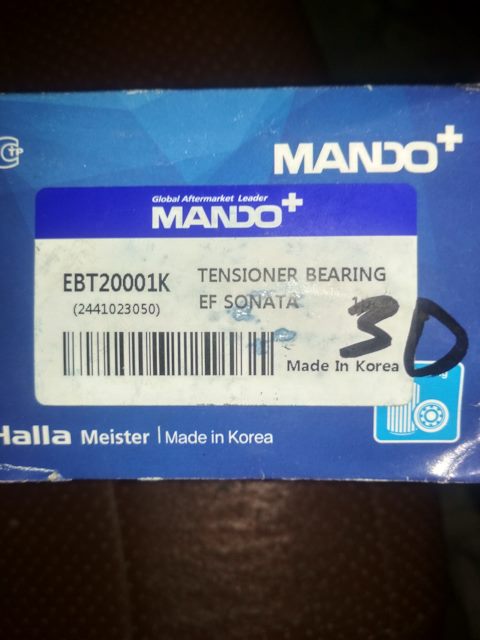 MANDO+
Global Aftermarket Leader
MANDO+
EBT20001K
TENSIONER BEARING
(2441023050)
EF SONATA
3D
Made In Korea
Halla Meister | Made in Korea